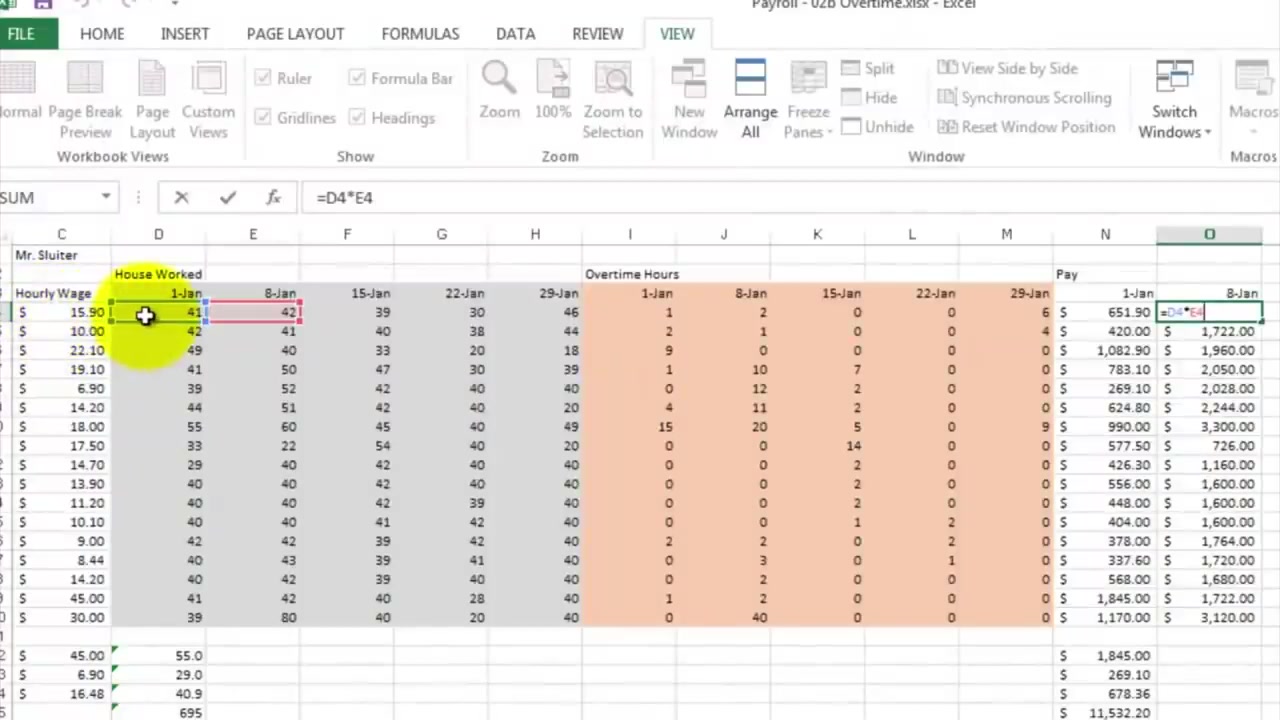 Payroll - 02b Overtime.xlsx - Excel
FILE HOME INSERT PAGE LAYOUT FORMULAS DATA REVIEW VIEW
Ruler Formula Bar Split View Side by Side
Page Break Page Custom Zoom 100% Zoom to New Arrange Freeze Hide Synchronous Scrolling Switch Macros
Preview Layout Views Gridlines Headings Selection Window All Panes Unhide Reset Window Position Windows
Workbook Views Show Zoom Window Macros
SUM fx =D4*E4
C D E F G H I J K L M N O
Mr. Sluiter
House Worked Overtime Hours Pay
Hourly Wage 1-Jan 8-Jan 15-Jan 22-Jan 29-Jan 1-Jan 8-Jan 15-Jan 22-Jan 29-Jan 1-Jan 8-Jan
$ 15.90 41 42 39 30 46 1 2 0 0 6 $ 651.90 =D4*E4
$ 10.00 42 41 40 38 44 2 1 0 0 4 $ 420.00 $ 1,722.00
$ 22.10 49 40 33 20 18 9 0 0 0 0 $ 1,082.90 $ 1,960.00
$ 19.10 41 50 47 30 39 1 10 7 0 0 $ 783.10 $ 2,050.00
$ 6.90 39 52 42 40 40 0 12 2 0 0 $ 269.10 $ 2,028.00
$ 14.20 44 51 42 40 20 4 11 2 0 0 $ 624.80 $ 2,244.00
$ 18.00 55 60 45 40 49 15 20 5 0 9 $ 990.00 $ 3,300.00
$ 17.50 33 22 54 40 20 0 0 14 0 0 $ 577.50 $ 726.00
$ 14.70 29 40 42 40 40 0 0 2 0 0 $ 426.30 $ 1,160.00
$ 13.90 40 40 42 40 40 0 0 2 0 0 $ 556.00 $ 1,600.00
$ 11.20 40 40 42 39 40 0 0 2 0 0 $ 448.00 $ 1,600.00
$ 10.10 40 40 41 42 40 0 0 1 2 0 $ 404.00 $ 1,600.00
$ 9.00 42 42 39 42 40 2 2 0 2 0 $ 378.00 $ 1,764.00
$ 8.44 40 43 39 41 40 0 3 0 1 0 $ 337.60 $ 1,720.00
$ 14.20 40 42 39 40 40 0 2 0 0 0 $ 568.00 $ 1,680.00
$ 45.00 41 42 40 28 40 1 2 0 0 0 $ 1,845.00 $ 1,722.00
$ 30.00 39 80 40 20 40 0 40 0 0 0 $ 1,170.00 $ 3,120.00
$ 45.00 55.0 $ 1,845.00
$ 6.90 29.0 $ 269.10
$ 16.48 40.9 $ 678.36
695 $ 11,532.20